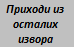 Приходи из
осталих
извора